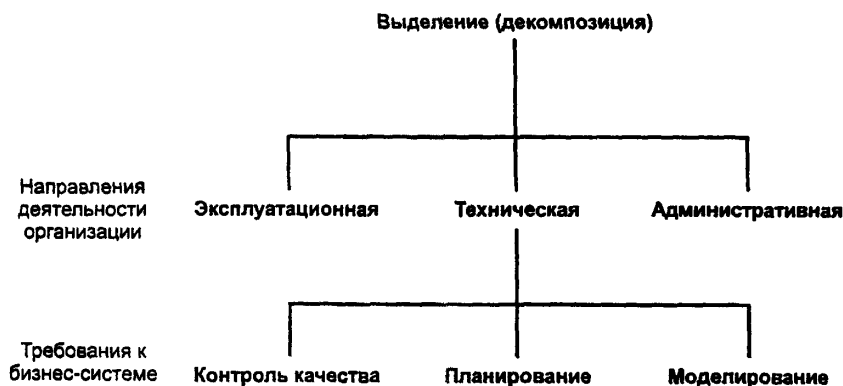 Выделение (декомпозиция)
Направления
деятельности
организации
Эксплуатационная
Техническая
Административная
Требования к
бизнес-системе
Контроль качества
Планирование
Моделирование